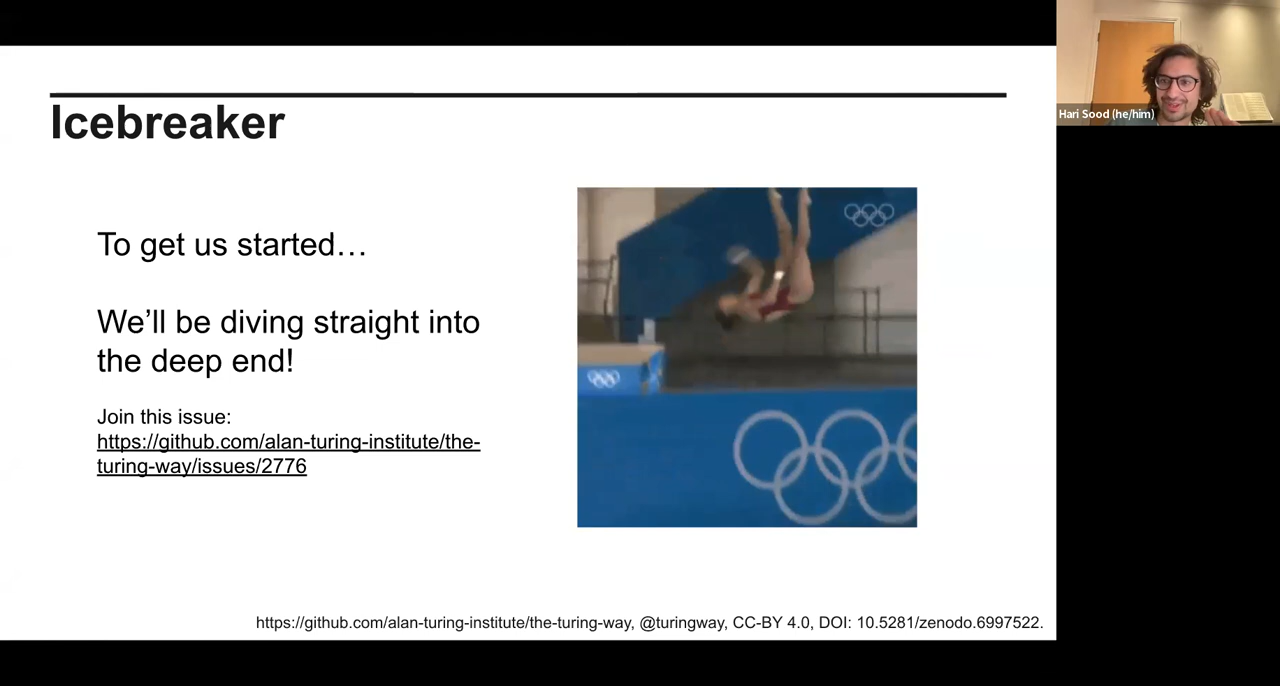 Icebreaker
To get us started…
We’ll be diving straight into
the deep end!
Join this issue:
https://github.com/alan-turing-institute/the-
turing-way/issues/2776
https://github.com/alan-turing-institute/the-turing-way, @turingway, CC-BY 4.0, DOI: 10.5281/zenodo.6997522.
Hari Sood (he/him)